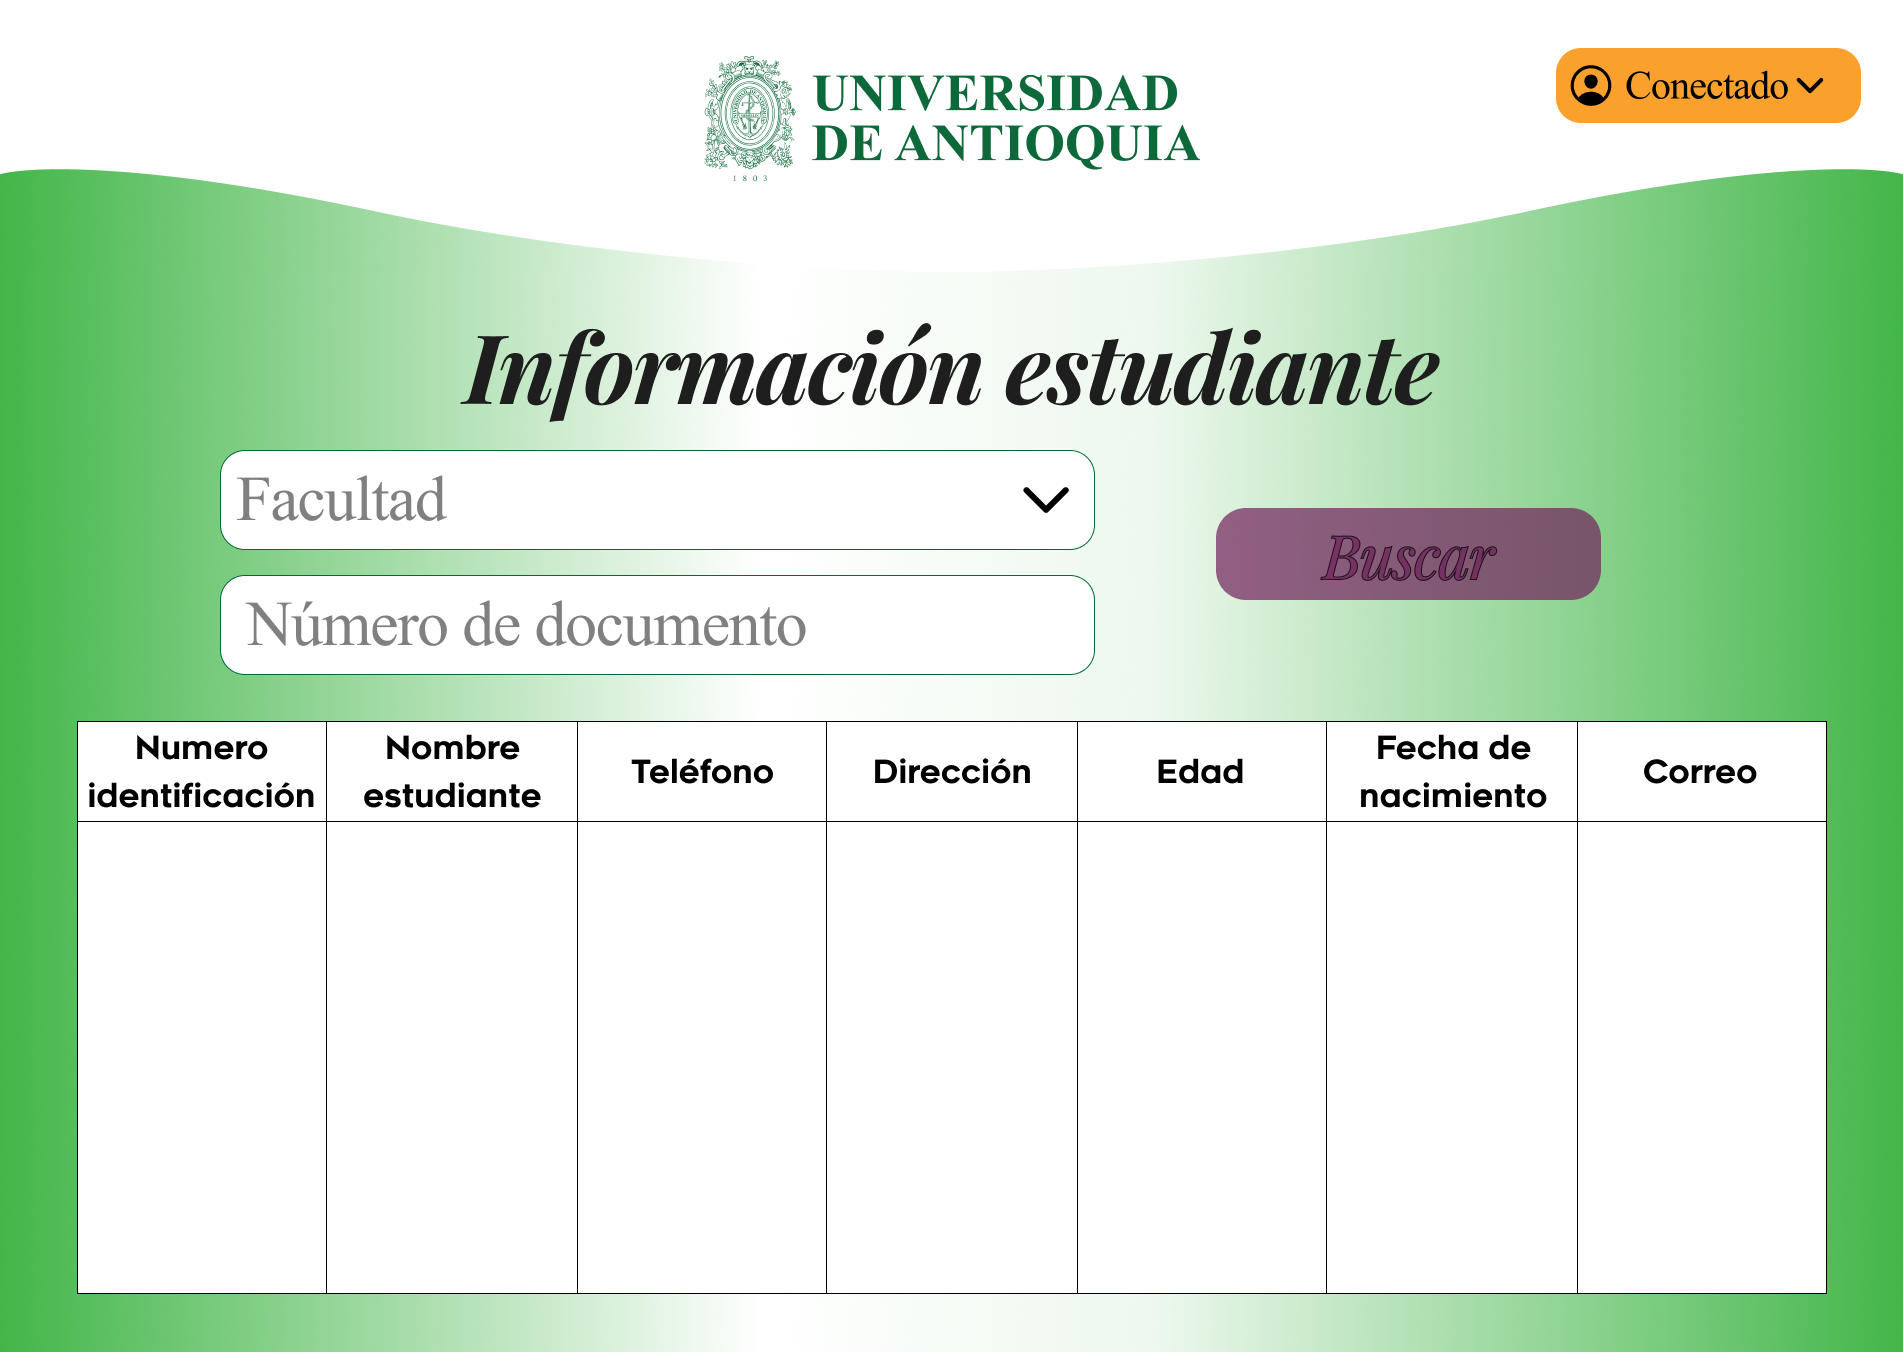 UNIVERSIDAD
DE ANTIOQUIA
1803
Conectado
Información estudiante
Facultad
Número de documento
Buscar
Numero identificación
Nombre estudiante
Teléfono
Dirección
Edad
Fecha de nacimiento
Correo